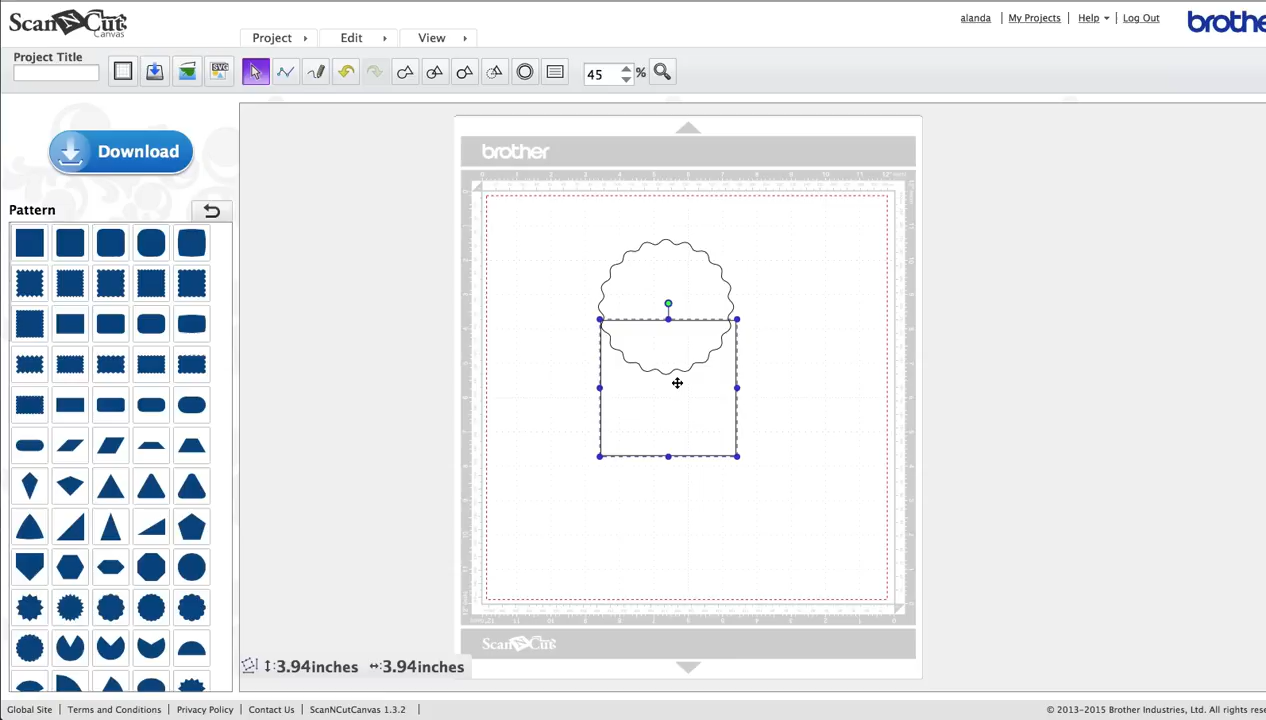 ScanNCut
Canvas
alanda
My Projects
Help
Log Out
brothe
Project
Edit
View
Project Title
SVG
45
%
Download
Pattern
brother
ScanNCut
3.94inches
3.94inches
Global Site
Terms and Conditions
Privacy Policy
Contact Us
ScanNCutCanvas 1.3.2
© 2013-2015 Brother Industries, Ltd. All rights rese